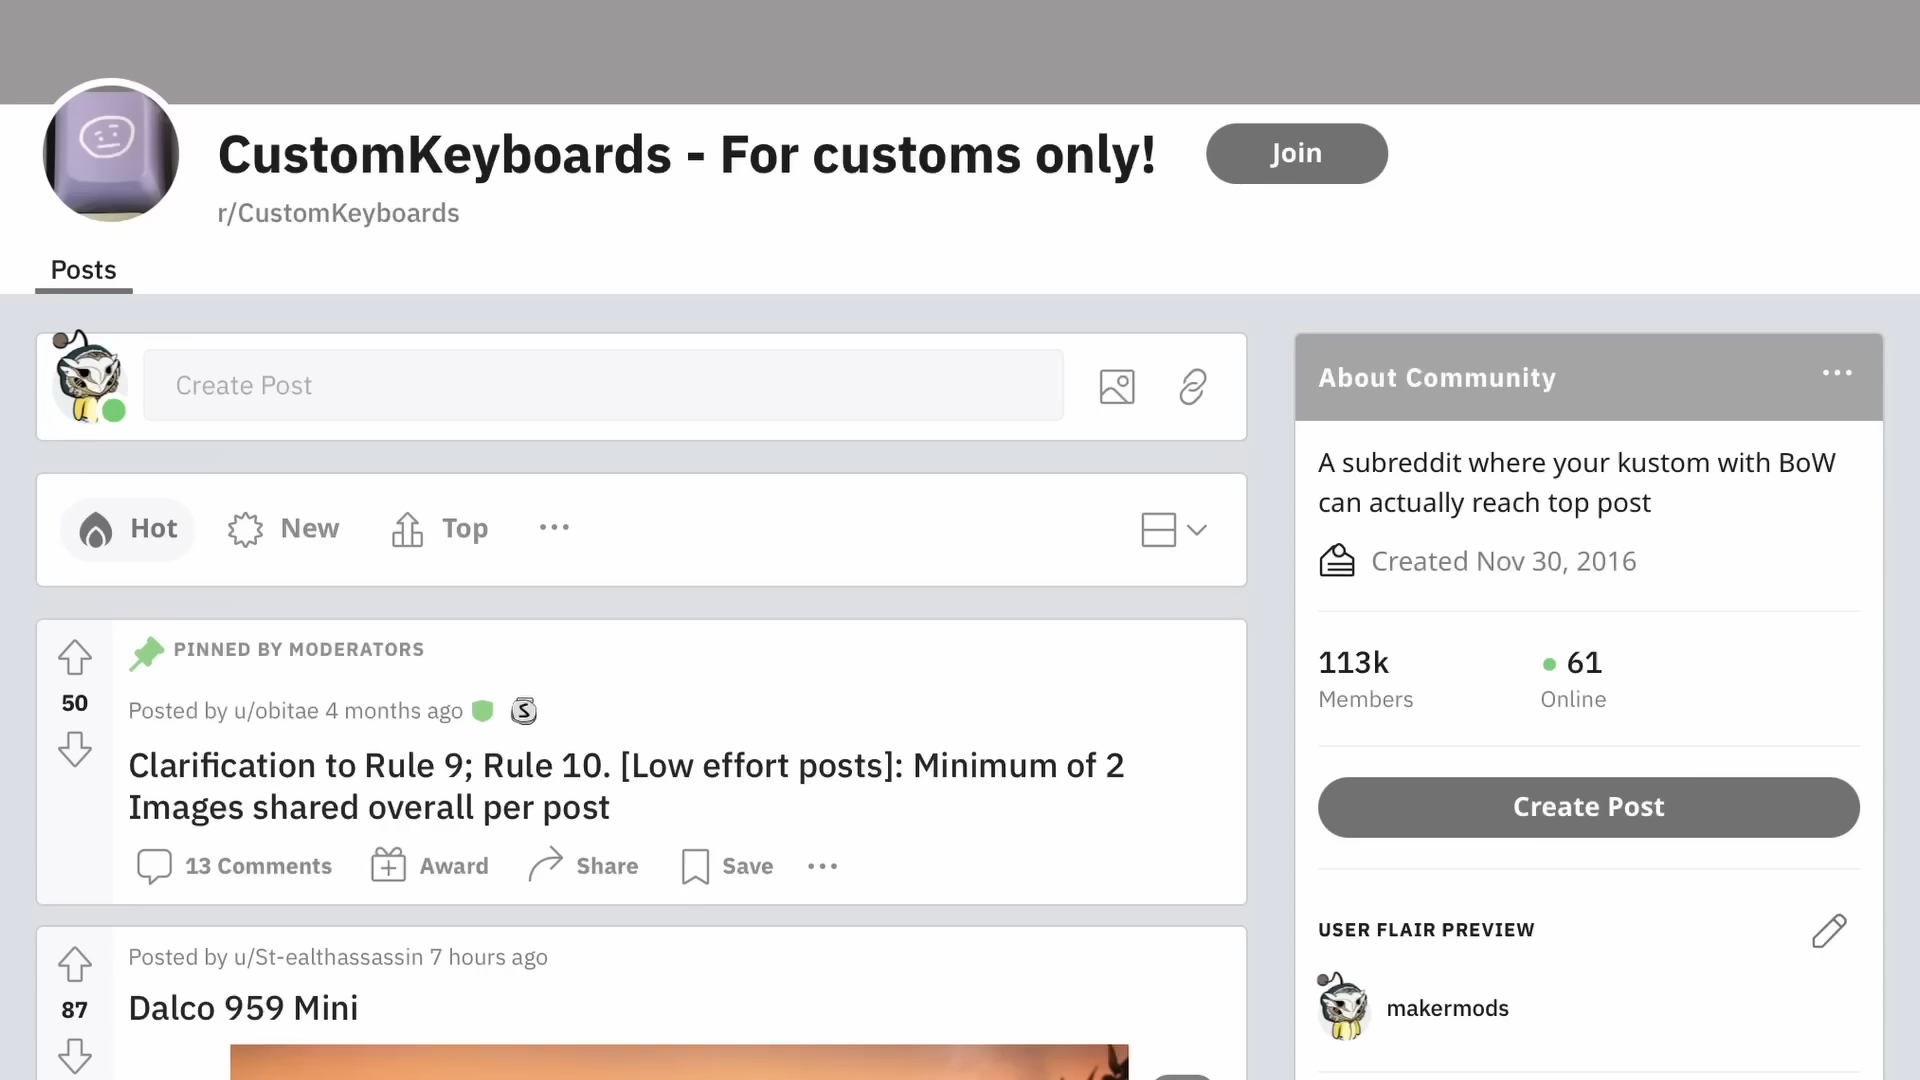 CustomKeyboards - For customs only!
Join
r/CustomKeyboards
Posts
Create Post
Hot
New
Top
PINNED BY MODERATORS
50
Posted by u/obitae 4 months ago
S
Clarification to Rule 9; Rule 10. [Low effort posts]: Minimum of 2
Images shared overall per post
13 Comments
Award
Share
Save
Posted by u/St-ealthassassin 7 hours ago
87
Dalco 959 Mini
About Community
A subreddit where your kustom with BoW
can actually reach top post
Created Nov 30, 2016
113k
61
Members
Online
Create Post
USER FLAIR PREVIEW
makermods